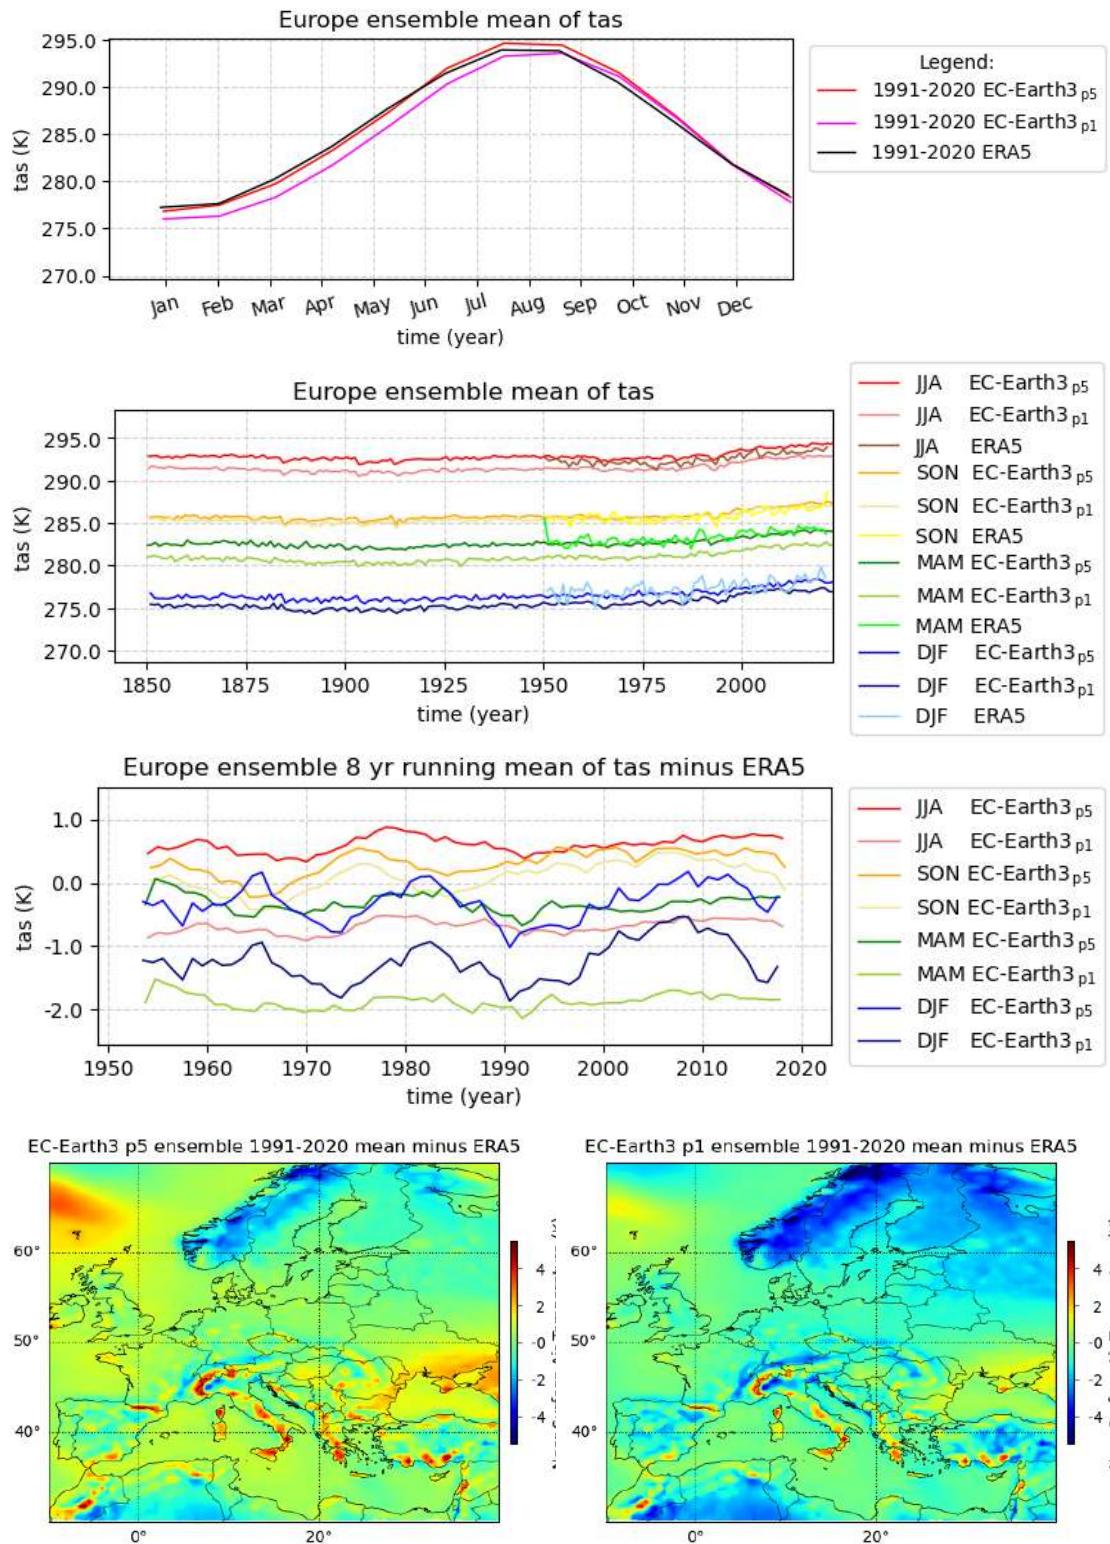 Europe ensemble mean of tas
295.0
290.0
285.0
280.0
275.0
270.0
tas (K)
Jan Feb Mar Apr May Jun Jul Aug Sep Oct Nov Dec
time (year)
Legend:
1991-2020 EC-Earth3 p5
1991-2020 EC-Earth3 p1
1991-2020 ERA5
Europe ensemble mean of tas
295.0
290.0
285.0
280.0
275.0
270.0
tas (K)
1850 1875 1900 1925 1950 1975 2000
time (year)
JJA EC-Earth3 p5
JJA EC-Earth3 p1
JJA ERA5
SON EC-Earth3 p5
SON EC-Earth3 p1
SON ERA5
MAM EC-Earth3 p5
MAM EC-Earth3 p1
MAM ERA5
DJF EC-Earth3 p5
DJF EC-Earth3 p1
DJF ERA5
Europe ensemble 8 yr running mean of tas minus ERA5
1.0
0.0
-1.0
-2.0
tas (K)
1950 1960 1970 1980 1990 2000 2010 2020
time (year)
JJA EC-Earth3 p5
JJA EC-Earth3 p1
SON EC-Earth3 p5
SON EC-Earth3 p1
MAM EC-Earth3 p5
MAM EC-Earth3 p1
DJF EC-Earth3 p5
DJF EC-Earth3 p1
EC-Earth3 p5 ensemble 1991-2020 mean minus ERA5
60°
50°
40°
0° 20°
4
2
-0
-2
-4
EC-Earth3 p1 ensemble 1991-2020 mean minus ERA5
60°
50°
40°
0° 20°
4
2
-0
-2
-4